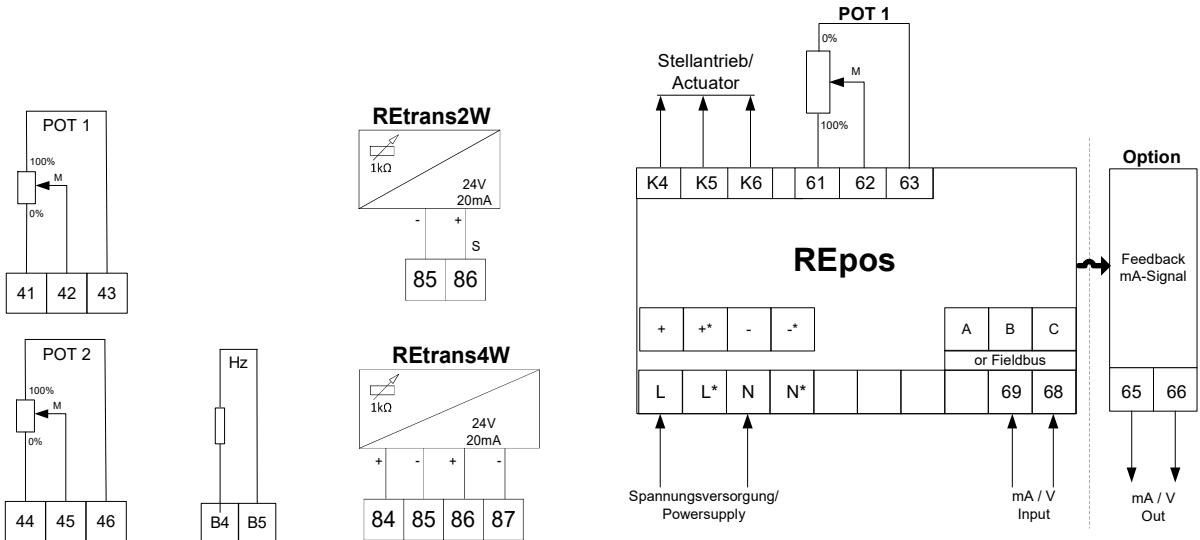 POT 1
100%
M
0%
41 42 43
POT 2
100%
M
0%
44 45 46
Hz
B4 B5
REtrans2W
1kΩ
24V
20mA
- +
S
85 86
REtrans4W
1kΩ
24V
20mA
+ - + -
84 85 86 87
POT 1
0%
M
100%
Stellantrieb/
Actuator
K4 K5 K6 61 62 63
REpos
+ +* - -*
A B C
or Fieldbus
L L* N N* 69 68
Spannungsversorgung/
Powersupply
mA / V
Input
Option
Feedback
mA-Signal
65 66
mA / V
Out